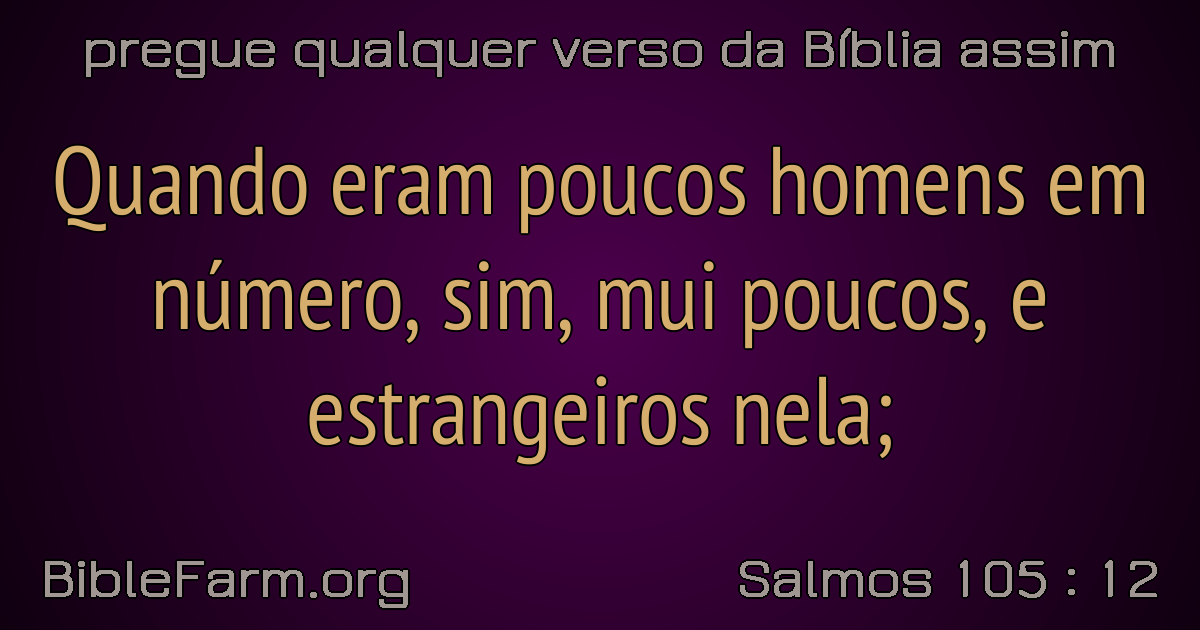 pregue qualquer verso da Bíblia assim
Quando eram poucos homens em
número, sim, mui poucos, e
estrangeiros nela;
BibleFarm.org
Salmos 105 : 12